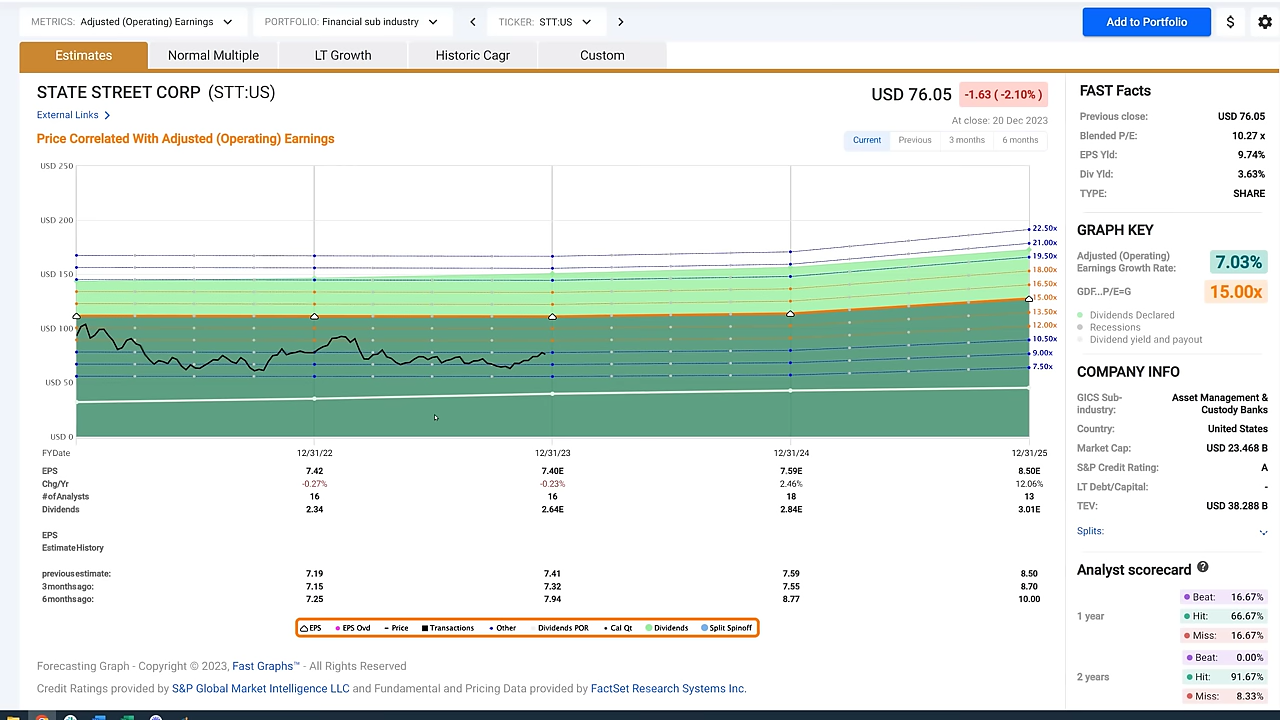 METRICS: Adjusted (Operating) Earnings PORTFOLIO: Financial sub industry TICKER: STT:US Add to Portfolio $
Estimates Normal Multiple LT Growth Historic Cagr Custom
STATE STREET CORP (STT:US) USD 76.05 -1.63 ( -2.10% )
External Links
At close: 20 Dec 2023
Price Correlated With Adjusted (Operating) Earnings
Current Previous 3 months 6 months
USD 250
USD 200
USD 150
USD 100
USD 50
USD 0
22.50x
21.00x
19.50x
18.00x
16.50x
15.00x
13.50x
12.00x
10.50x
9.00x
7.50x
FYDate 12/31/22 12/31/23 12/31/24 12/31/25
EPS 7.42 7.40E 7.59E 8.50E
Chg/Yr -0.27% -0.23% 2.46% 12.06%
#ofAnalysts 16 16 18 13
Dividends 2.34 2.64E 2.84E 3.01E
EPS
EstimateHistory
previousestimate: 7.19 7.41 7.59 8.50
3monthsago: 7.15 7.32 7.55 8.70
6monthsago: 7.25 7.94 8.77 10.00
EPS EPS Ovd Price Transactions Other Dividends POR Cal Qt Dividends Split Spinoff
Forecasting Graph - Copyright © 2023, Fast Graphs™ - All Rights Reserved
Credit Ratings provided by S&P Global Market Intelligence LLC and Fundamental and Pricing Data provided by FactSet Research Systems Inc.
FAST Facts
Previous close: USD 76.05
Blended P/E: 10.27 x
EPS Yld: 9.74%
Div Yld: 3.63%
TYPE: SHARE
GRAPH KEY
Adjusted (Operating)
Earnings Growth Rate: 7.03%
GDF...P/E=G 15.00x
Dividends Declared
Recessions
Dividend yield and payout
COMPANY INFO
GICS Sub- Asset Management &
industry: Custody Banks
Country: United States
Market Cap: USD 23.468 B
S&P Credit Rating: A
LT Debt/Capital: -
TEV: USD 38.288 B
Splits:
Analyst scorecard ?
1 year
Beat: 16.67%
Hit: 66.67%
Miss: 16.67%
2 years
Beat: 0.00%
Hit: 91.67%
Miss: 8.33%